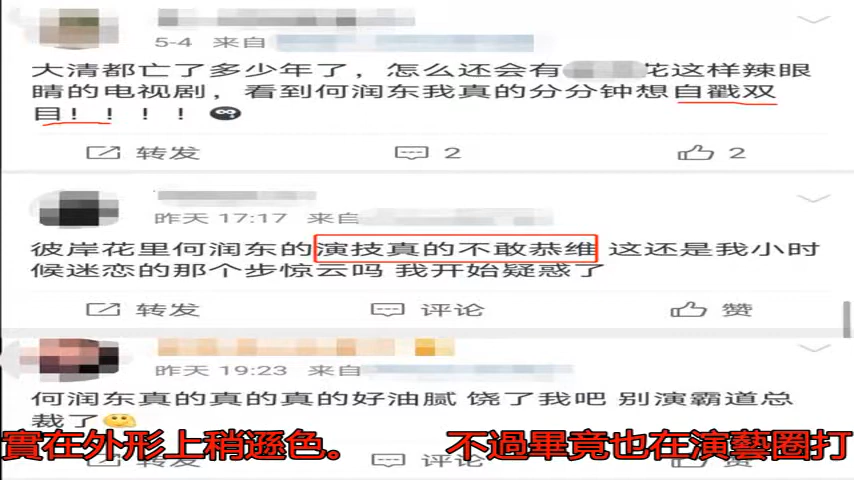 5-4 来自
大清都亡了多少年了，怎么还会有花这样辣眼
睛的电视剧，看到何润东我真的分分钟想自戳双
目！！！！
转发 2 2
昨天 17:17 来自
彼岸花里何润东的演技真的不敢恭维 这还是我小时
候迷恋的那个步惊云吗 我开始疑惑了
转发 评论 赞
昨天 19:23 来自
何润东真的真的真的好油腻 饶了我吧 别演霸道总
裁了
實在外形上稍遜色。 不過畢竟也在演藝圈打
转发 评论 赞